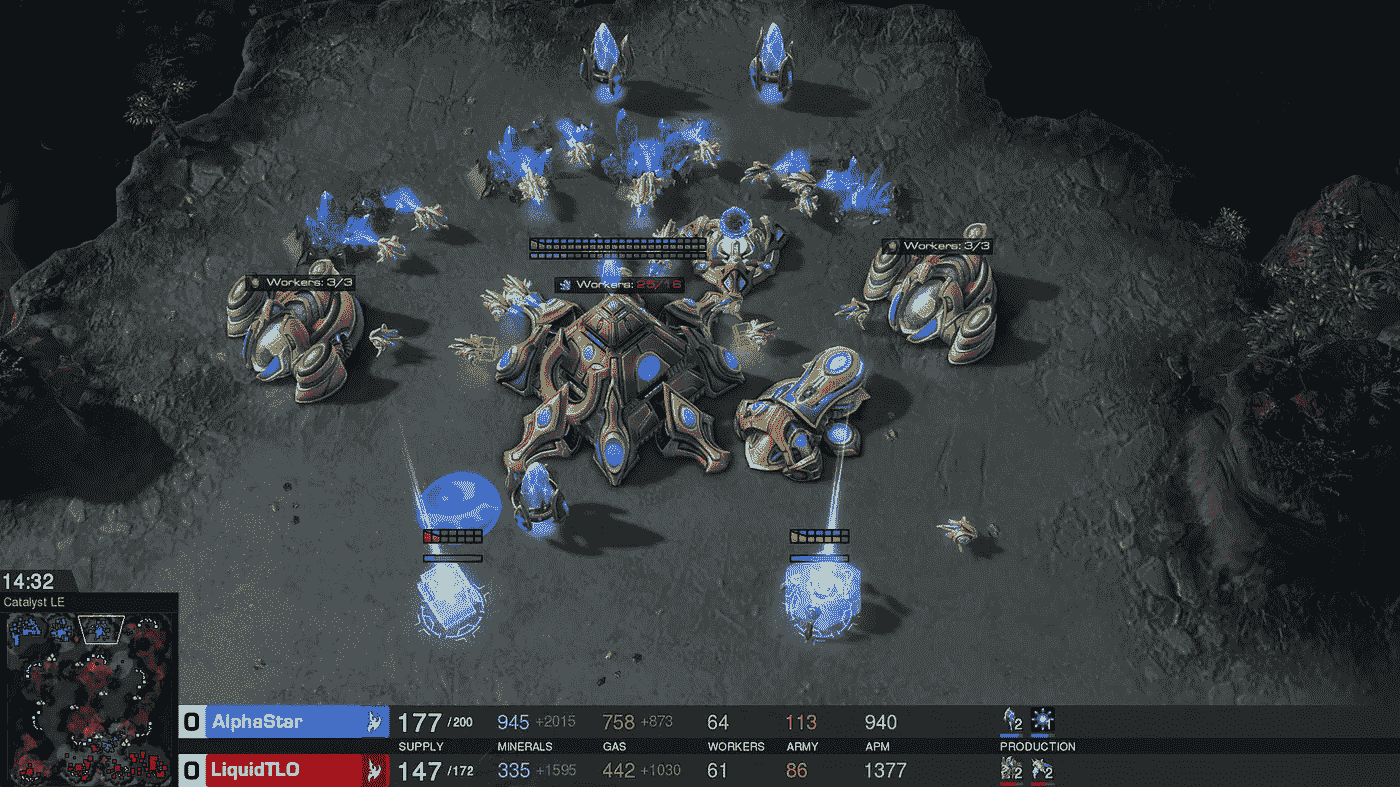 Workers: 3/3
Workers: 3/3
Workers: 25/16
14:32
Catalyst LE
0 AlphaStar 177 /200 945 +2015 758 +873 64 113 940 2
SUPPLY MINERALS GAS WORKERS ARMY APM PRODUCTION
0 LiquidTLO 147 /172 335 +1595 442 +1030 61 86 1377 2 2